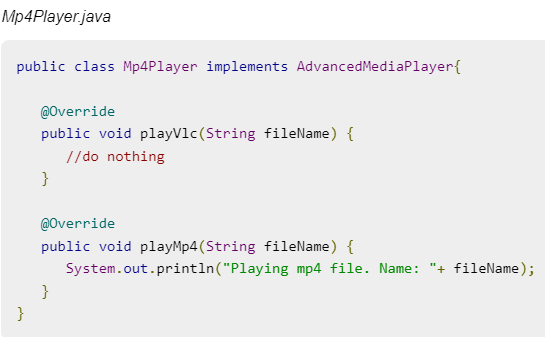 Mp4Player.java
public class Mp4Player implements AdvancedMediaPlayer{
@Override
public void playVlc(String fileName) {
//do nothing
}
@Override
public void playMp4(String fileName) {
System.out.println("Playing mp4 file. Name: "+ fileName);
}
}